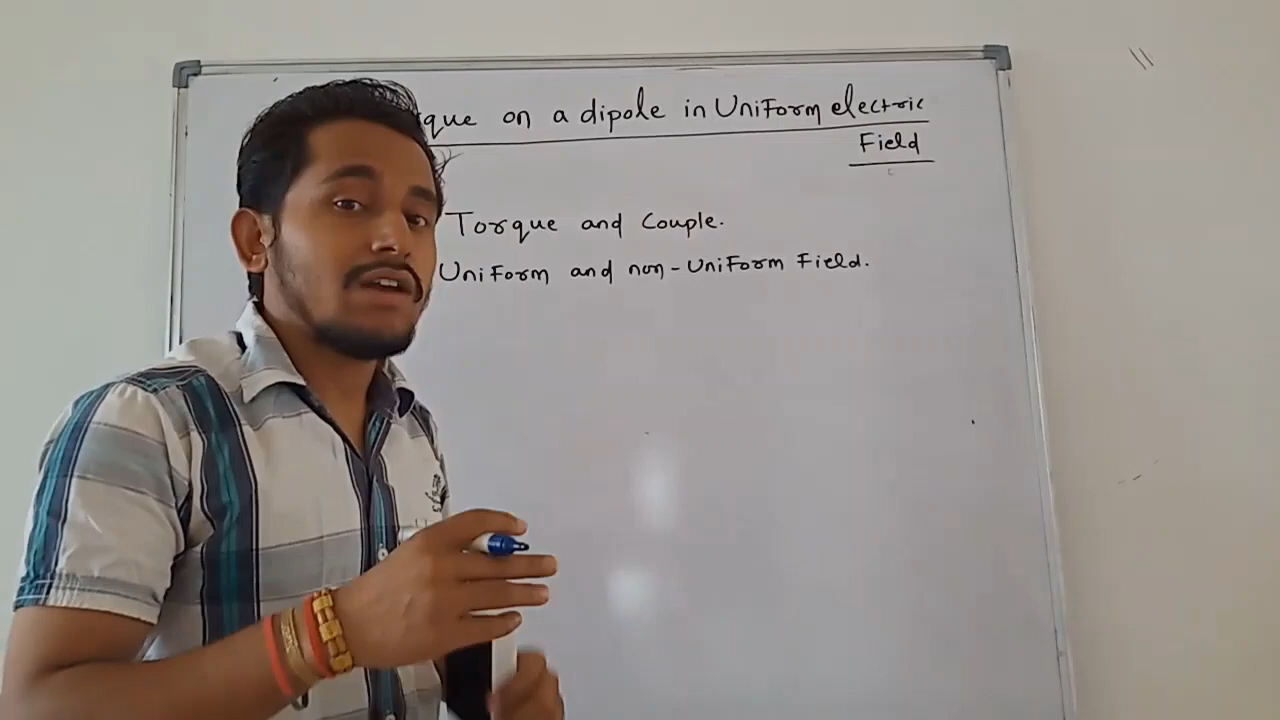 que on a dipole in UniForm electric
Field
Torque and Couple.
UniForm and non-UniForm Field.